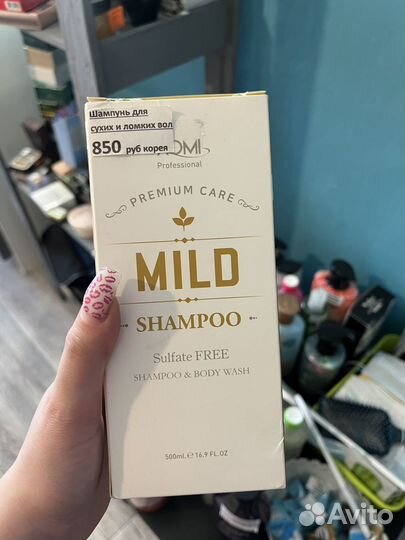 Шампунь для
сухих и ломких вол
850 руб корея
Professional
PREMIUM CARE
MILD
SHAMPOO
Sulfate FREE
SHAMPOO & BODY WASH
500ml. ℮ 16.9 FL.OZ
Avito